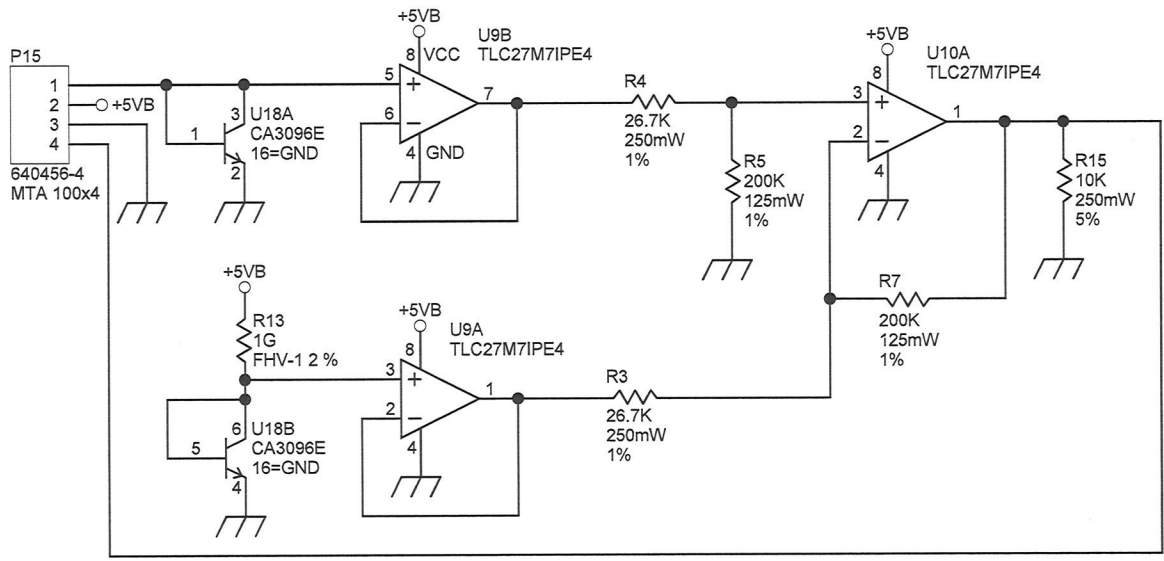 P15
1
2
3
4
+5VB
640456-4
MTA 100x4
3
1
2
U18A
CA3096E
16=GND
+5VB
8
VCC
5
+
6
−
7
4
GND
U9B
TLC27M7IPE4
R4
26.7K
250mW
1%
R5
200K
125mW
1%
+5VB
8
3
+
2
−
1
4
U10A
TLC27M7IPE4
R15
10K
250mW
5%
R7
200K
125mW
1%
+5VB
R13
1G
FHV-1 2 %
6
5
4
U18B
CA3096E
16=GND
+5VB
8
3
+
2
−
1
4
U9A
TLC27M7IPE4
R3
26.7K
250mW
1%